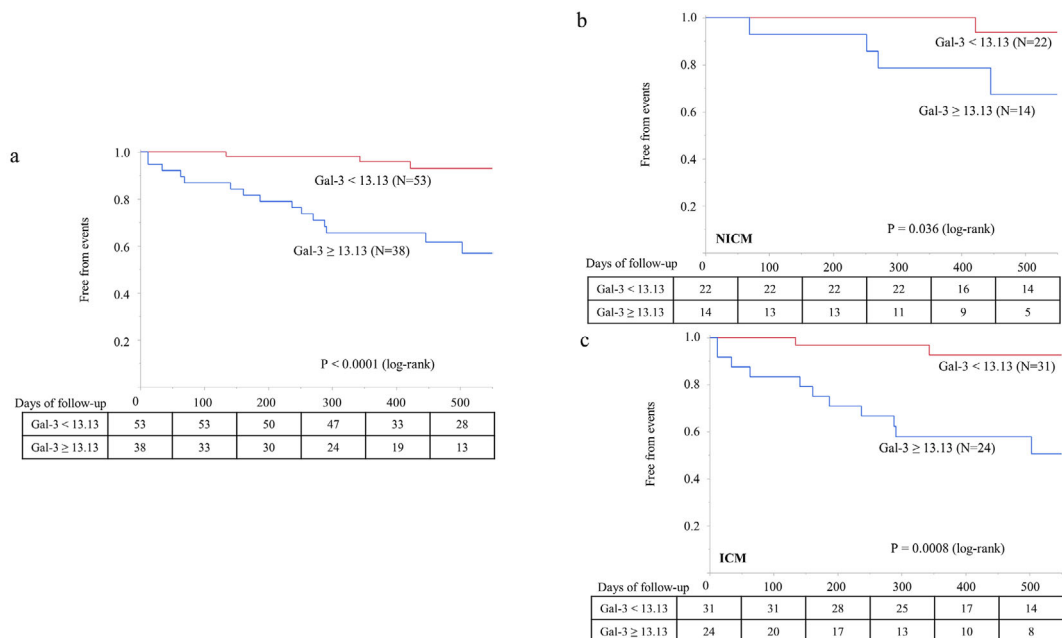 a
1.0
0.8
0.6
0.4
0.2
Free from events
Gal-3 < 13.13 (N=53)
Gal-3 ≥ 13.13 (N=38)
P < 0.0001 (log-rank)
0 100 200 300 400 500
Days of follow-up
Gal-3 < 13.13 53 53 50 47 33 28
Gal-3 ≥ 13.13 38 33 30 24 19 13
b
1.0
0.8
0.6
0.4
0.2
Free from events
Gal-3 < 13.13 (N=22)
Gal-3 ≥ 13.13 (N=14)
P = 0.036 (log-rank)
NICM
Days of follow-up 0 100 200 300 400 500
Gal-3 < 13.13 22 22 22 22 16 14
Gal-3 ≥ 13.13 14 13 13 11 9 5
c
1.0
0.8
0.6
0.4
0.2
Free from events
Gal-3 < 13.13 (N=31)
Gal-3 ≥ 13.13 (N=24)
P = 0.0008 (log-rank)
ICM
Days of follow-up 0 100 200 300 400 500
Gal-3 < 13.13 31 31 28 25 17 14
Gal-3 ≥ 13.13 24 20 17 13 10 8